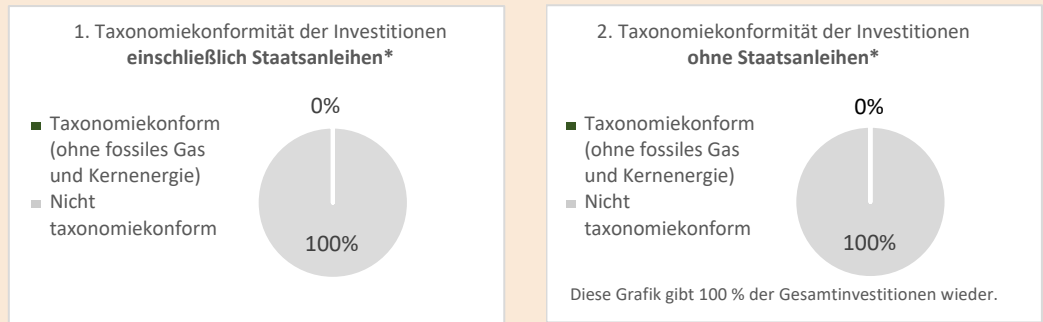 1. Taxonomiekonformität der Investitionen
einschließlich Staatsanleihen*
0%
Taxonomiekonform
(ohne fossiles Gas
und Kernenergie)
Nicht
taxonomiekonform
100%
2. Taxonomiekonformität der Investitionen
ohne Staatsanleihen*
0%
Taxonomiekonform
(ohne fossiles Gas
und Kernenergie)
Nicht
taxonomiekonform
100%
Diese Grafik gibt 100 % der Gesamtinvestitionen wieder.